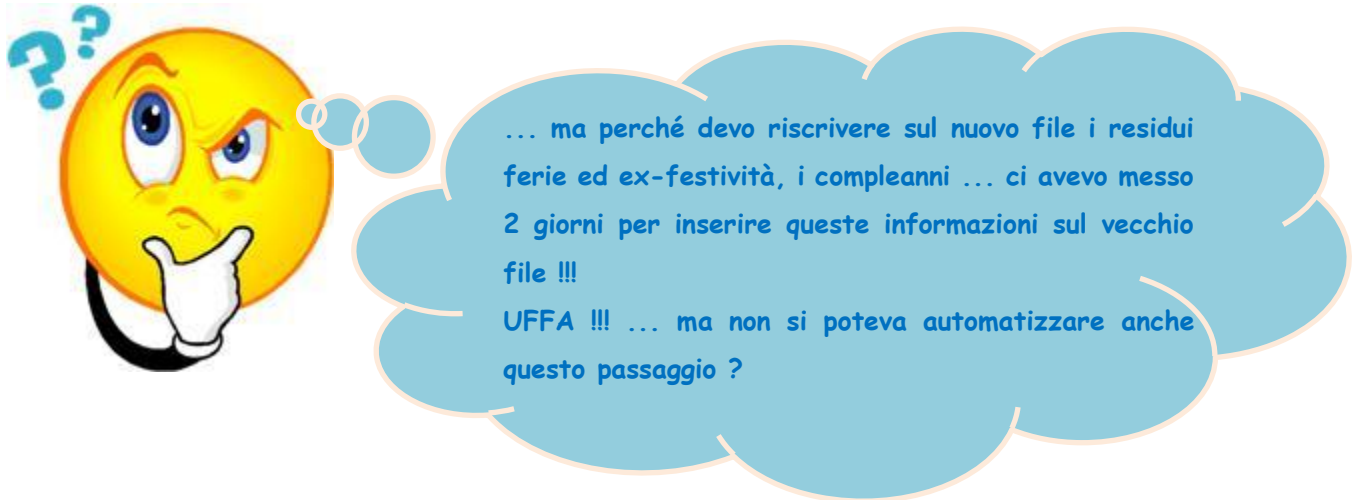 ? ?
... ma perché devo riscrivere sul nuovo file i residui
ferie ed ex-festività, i compleanni ... ci avevo messo
2 giorni per inserire queste informazioni sul vecchio
file !!!
UFFA !!! ... ma non si poteva automatizzare anche
questo passaggio ?